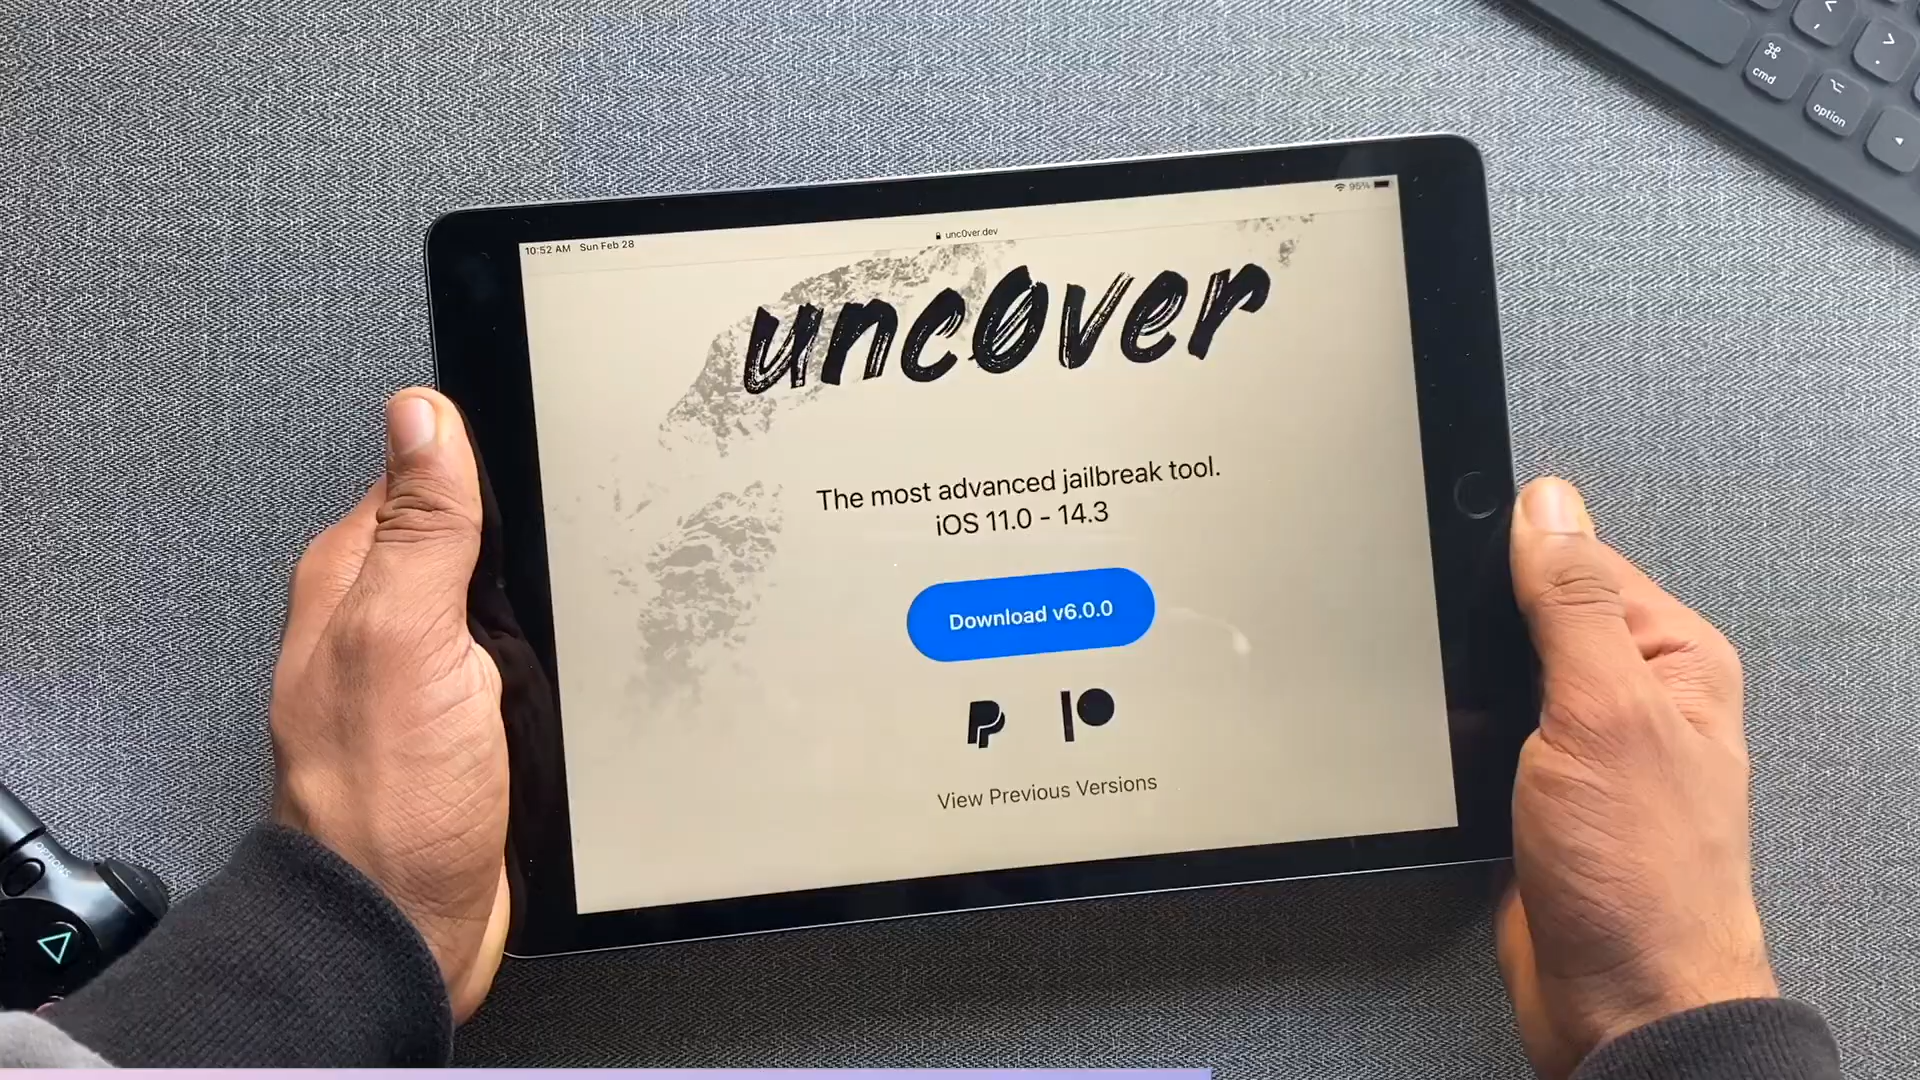 <
,
>
.
⌘
cmd
⌥
option
10:52 AM Sun Feb 28
95%
unc0ver.dev
unc0ver
The most advanced jailbreak tool.
iOS 11.0 - 14.3
Download v6.0.0
View Previous Versions
OPTIONS